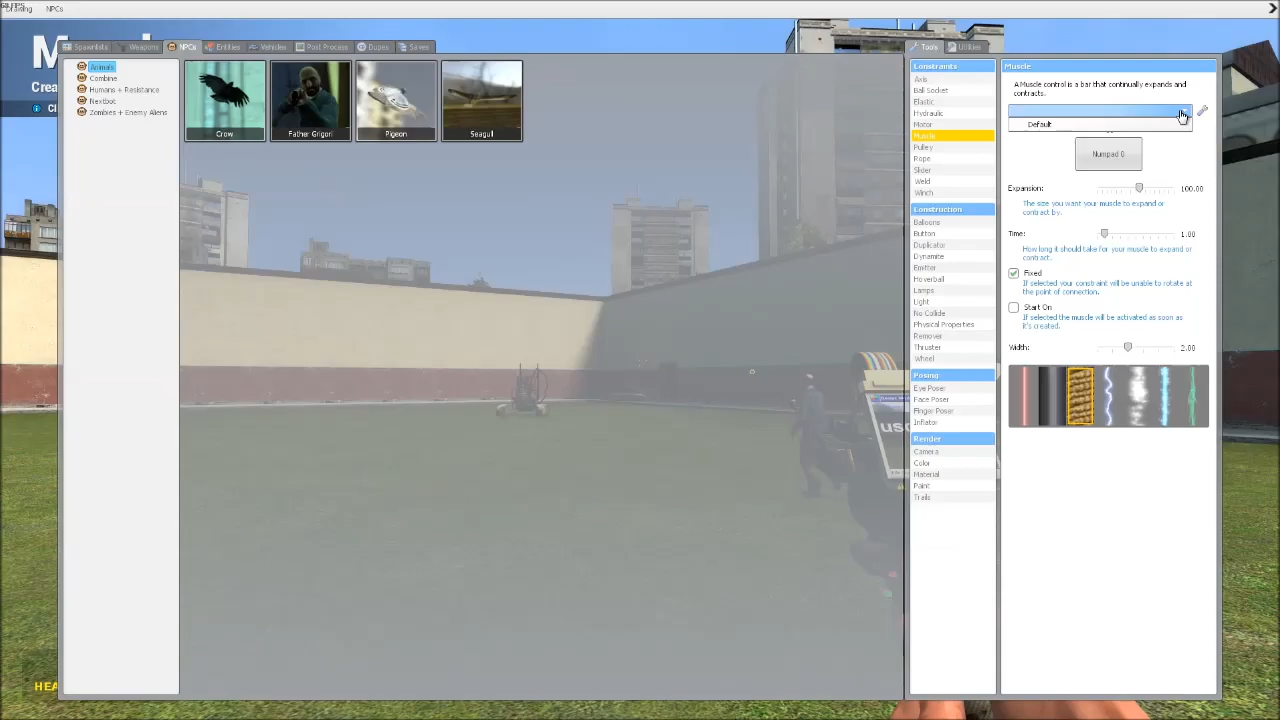 Drawing NPCs
Spawnlists Weapons NPCs Entities Vehicles Post Process Dupes Saves
Tools Utilities
Animals
Combine
Humans + Resistance
Nextbot
Zombies + Enemy Aliens
Crow Father Grigori Pigeon Seagull
Constraints
Axis
Ball Socket
Elastic
Hydraulic
Motor
Muscle
Pulley
Rope
Slider
Weld
Winch
Construction
Balloons
Button
Duplicator
Dynamite
Emitter
Hoverball
Lamps
Light
No Collide
Physical Properties
Remover
Thruster
Wheel
Posing
Eye Poser
Face Poser
Finger Poser
Inflator
Render
Camera
Color
Material
Paint
Trails
Muscle
A Muscle control is a bar that continually expands and
contracts.
Default
Numpad 0
Expansion: 100.00
The size you want your muscle to expand or
contract by.
Time: 1.00
How long it should take for your muscle to expand or
contract.
Fixed
If selected your constraint will be unable to rotate at
the point of connection.
Start On
If selected the muscle will be activated as soon as
it's created.
Width: 2.00
Crea
HEA